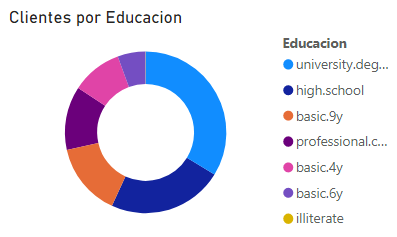 Clientes por Educacion
Educacion
university.deg...
high.school
basic.9y
professional.c...
basic.4y
basic.6y
illiterate